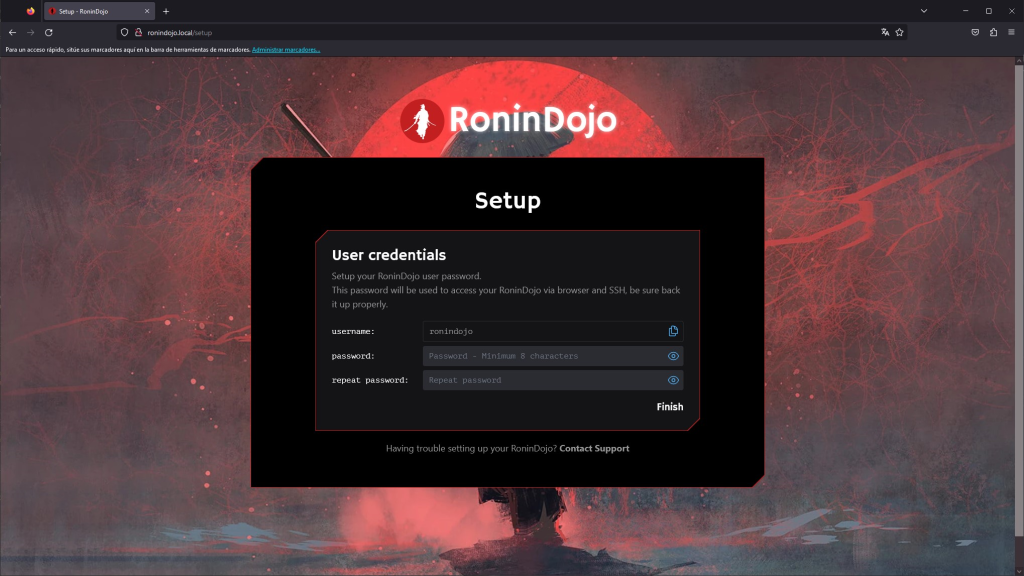 Setup - RoninDojo
ronindojo.local/setup
Para un acceso rápido, sitúe sus marcadores aquí en la barra de herramientas de marcadores. Administrar marcadores...
RoninDojo
Setup
User credentials
Setup your RoninDojo user password.
This password will be used to access your RoninDojo via browser and SSH, be sure back
it up properly.
username: ronindojo
password: Password - Minimum 8 characters
repeat password: Repeat password
Finish
Having trouble setting up your RoninDojo? Contact Support